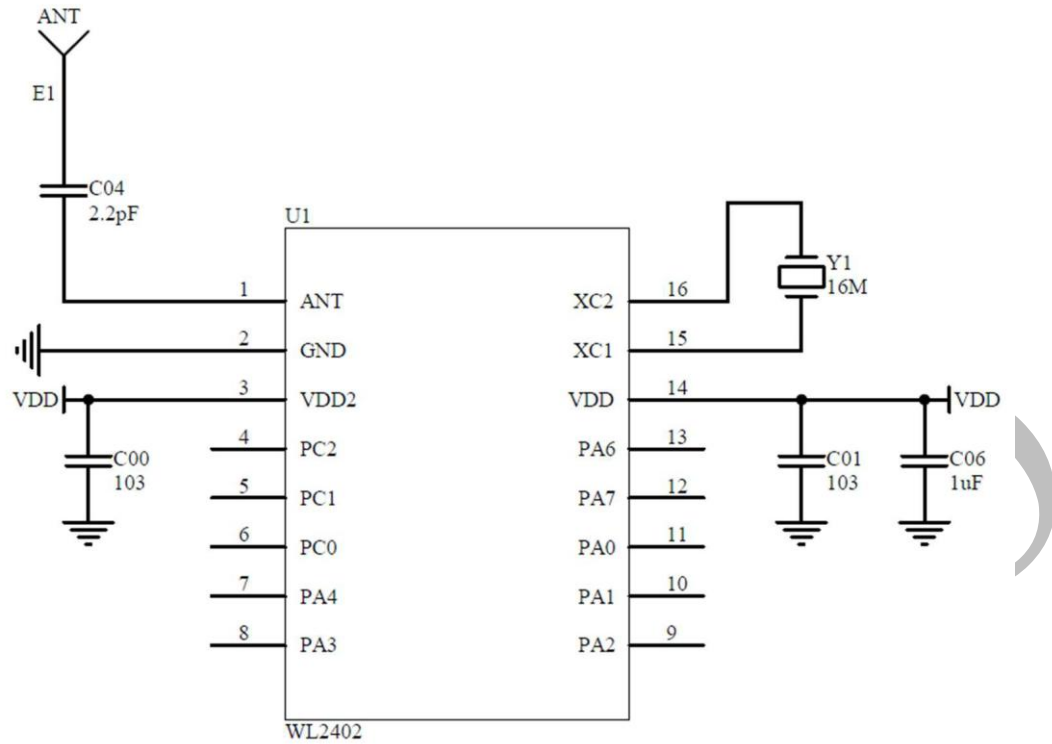 ANT
E1
C04
2.2pF
U1
1
ANT
2
GND
VDD
3
VDD2
C00
103
4
PC2
5
PC1
6
PC0
7
PA4
8
PA3
XC2
16
XC1
15
Y1
16M
VDD
14
VDD
C01
103
C06
1uF
PA6
13
PA7
12
PA0
11
PA1
10
PA2
9
WL2402